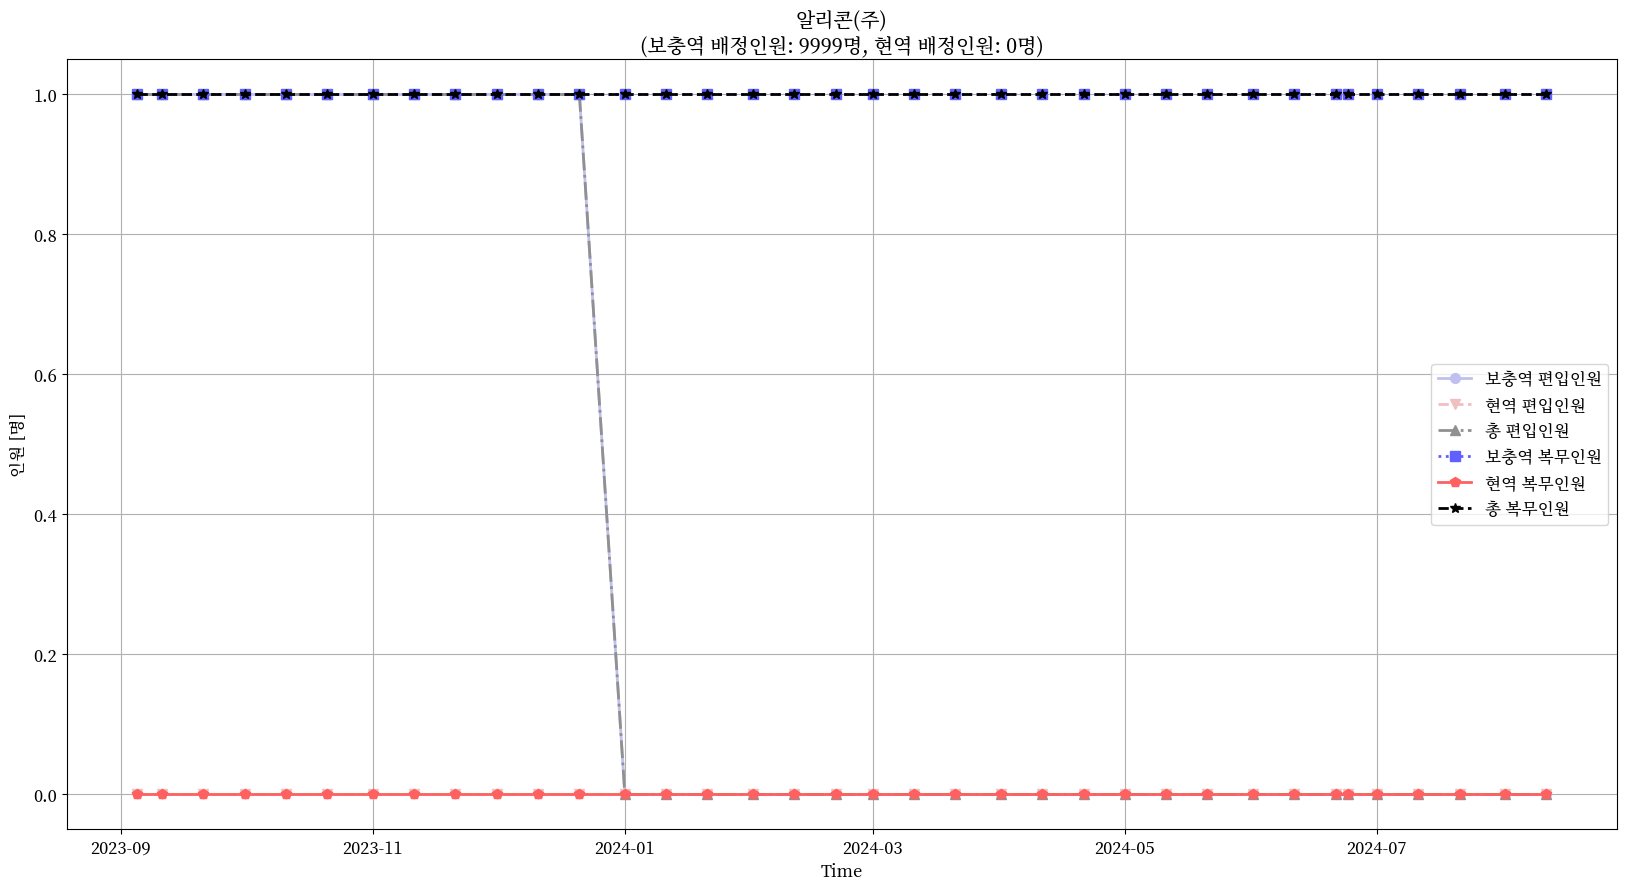 알리콘(주)
(보충역 배정인원: 9999명, 현역 배정인원: 0명)
1.0
0.8
0.6
0.4
0.2
0.0
인원 [명]
보충역 편입인원
현역 편입인원
총 편입인원
보충역 복무인원
현역 복무인원
총 복무인원
2023-09
2023-11
2024-01
2024-03
2024-05
2024-07
Time